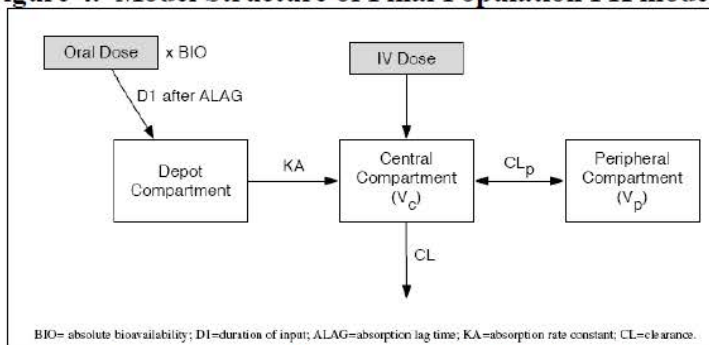 Model Structure of Final Population PK mode
Oral Dose x BIO
IV Dose
D1 after ALAG
Depot
Compartment
KA
Central
Compartment
(Vc)
CLp
Peripheral
Compartment
(Vp)
CL
BIO= absolute bioavailability; D1=duration of input; ALAG=absorption lag time; KA=absorption rate constant; CL=clearance.